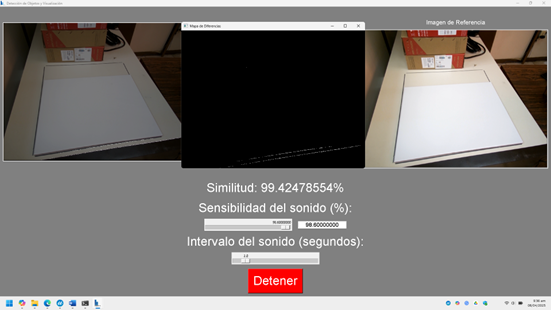 Detección de Objetos y Visualización
Mapa de Diferencias
Imagen de Referencia
Similitud: 99.42478554%
Sensibilidad del sonido (%):
98.60000000
Intervalo del sonido (segundos):
Detener